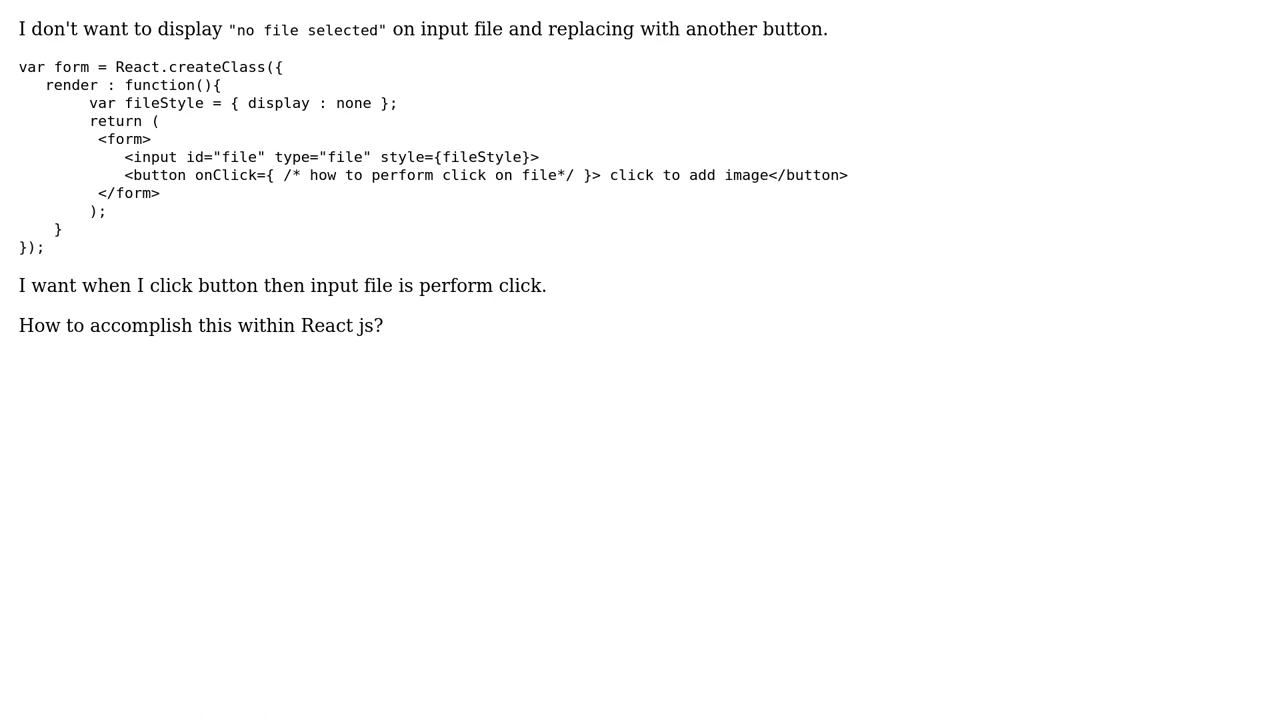 I don't want to display "no file selected" on input file and replacing with another button.
var form = React.createClass({
   render : function(){
        var fileStyle = { display : none };
        return (
         <form>
            <input id="file" type="file" style={fileStyle}>
            <button onClick={ /* how to perform click on file*/ }> click to add image</button>
         </form>
        );
    }
});
I want when I click button then input file is perform click.
How to accomplish this within React js?